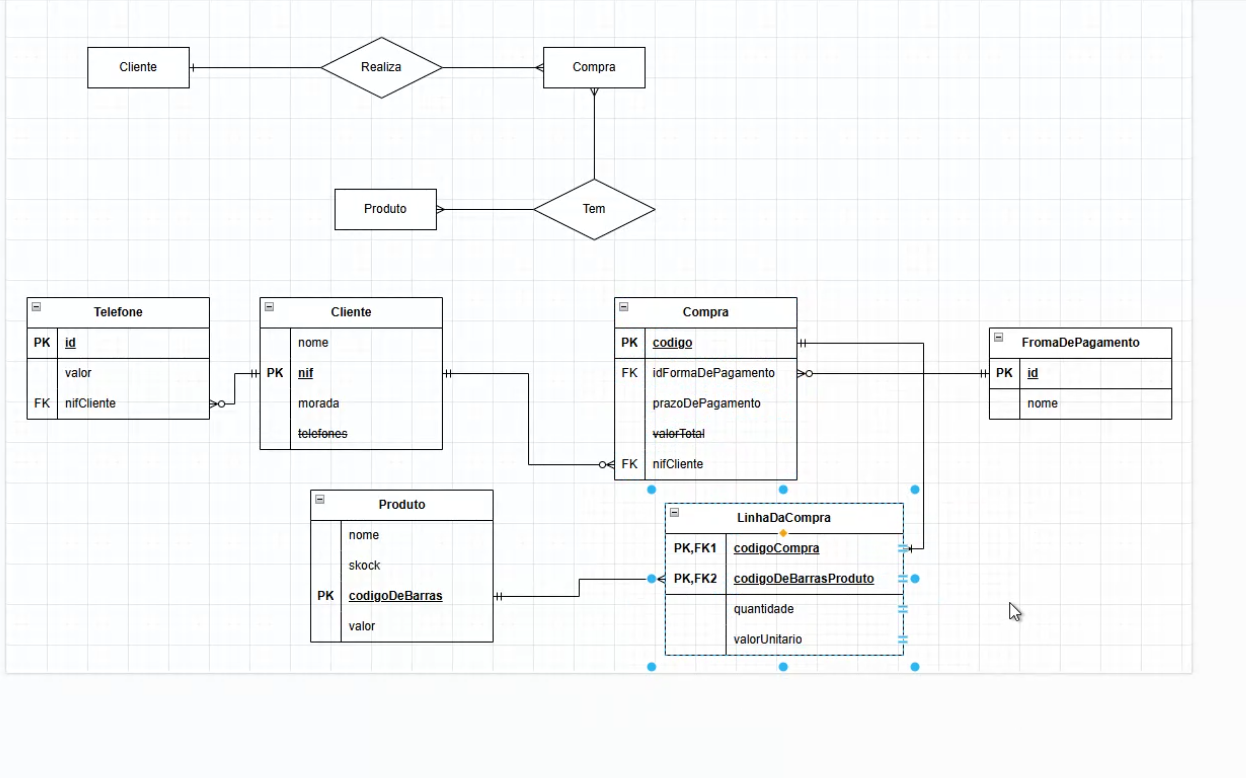 Cliente
Realiza
Compra
Produto
Tem
Telefone
PK id
valor
FK nifCliente
Cliente
nome
PK nif
morada
telefones
Compra
PK codigo
FK idFormaDePagamento
prazoDePagamento
valorTotal
FK nifCliente
FromaDePagamento
PK id
nome
Produto
nome
skock
PK codigoDeBarras
valor
LinhaDaCompra
PK,FK1 codigoCompra
PK,FK2 codigoDeBarrasProduto
quantidade
valorUnitario